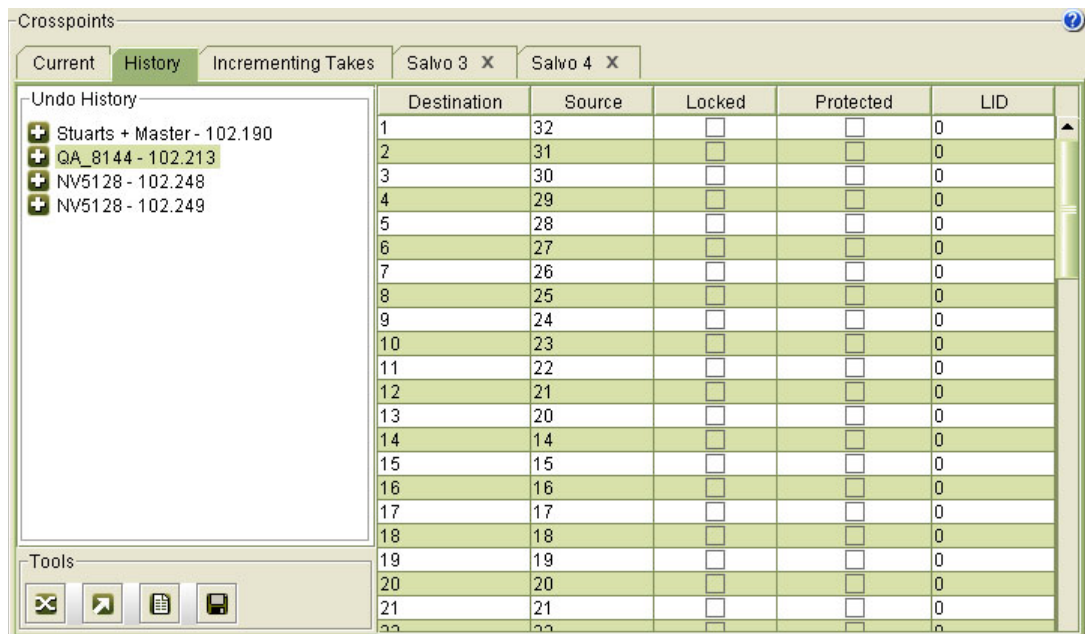 Crosspoints
?
Current History Incrementing Takes Salvo 3 X Salvo 4 X
Undo History
Stuarts + Master - 102.190
QA_8144 - 102.213
NV5128 - 102.248
NV5128 - 102.249
Tools
Destination Source Locked Protected LID
1 32 0
2 31 0
3 30 0
4 29 0
5 28 0
6 27 0
7 26 0
8 25 0
9 24 0
10 23 0
11 22 0
12 21 0
13 20 0
14 14 0
15 15 0
16 16 0
17 17 0
18 18 0
19 19 0
20 20 0
21 21 0